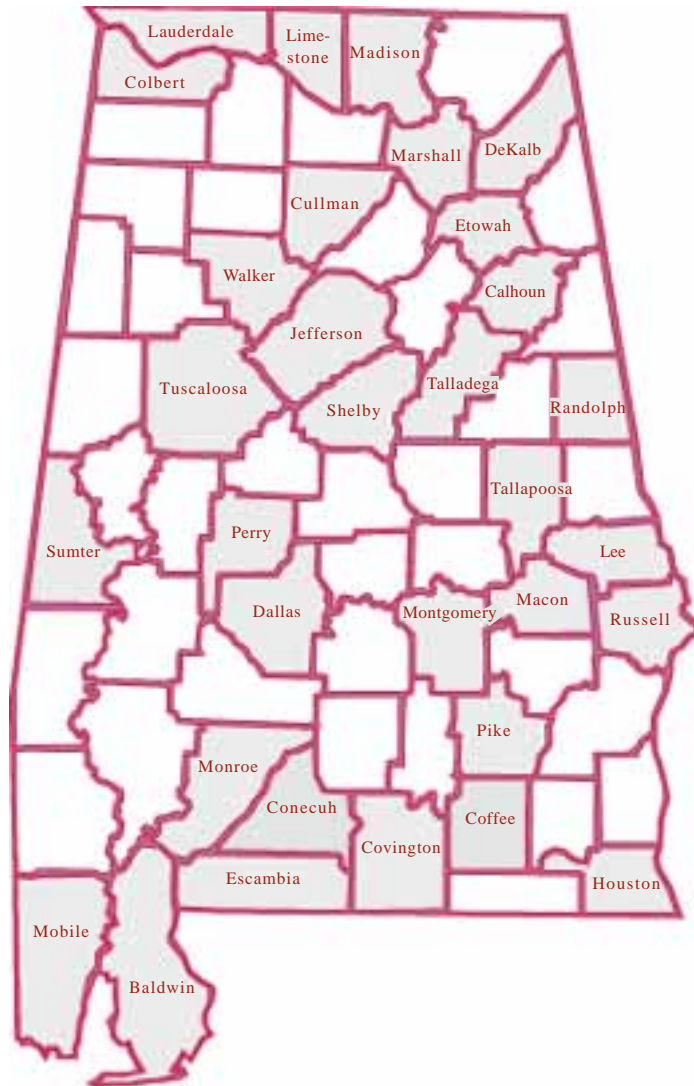 Lauderdale
Lime-
stone
Madison
Colbert
Marshall
DeKalb
Cullman
Etowah
Walker
Calhoun
Jefferson
Tuscaloosa
Talladega
Shelby
Randolph
Tallapoosa
Perry
Sumter
Lee
Dallas
Montgomery
Macon
Russell
Pike
Monroe
Conecuh
Coffee
Covington
Escambia
Houston
Mobile
Baldwin